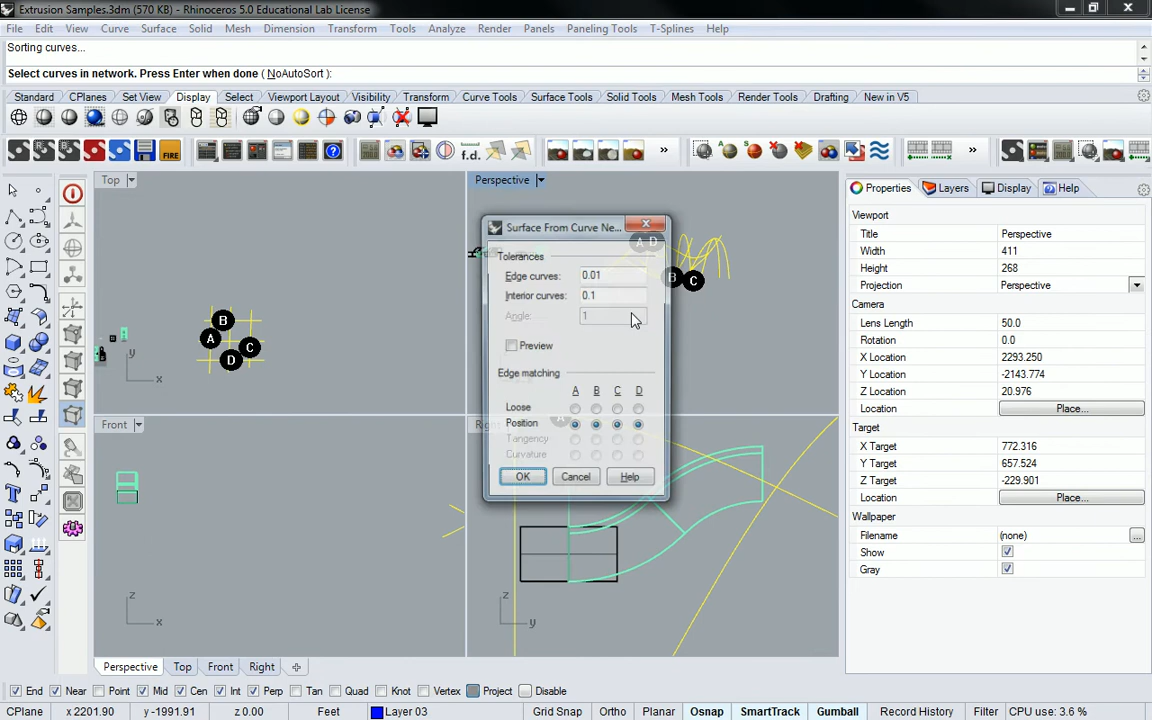 Extrusion Samples.3dm (570 KB) - Rhinoceros 5.0 Educational Lab License
File Edit View Curve Surface Solid Mesh Dimension Transform Tools Analyze Render Panels Paneling Tools T-Splines Help
Sorting curves...
Select curves in network. Press Enter when done ( NoAutoSort ):
Standard CPlanes Set View Display Select Viewport Layout Visibility Transform Curve Tools Surface Tools Solid Tools Mesh Tools Render Tools Drafting New in V5
f.d. FIRE
Top
Perspective
Properties Layers Display Help
Viewport
Title Perspective
Width 411
Height 268
Projection Perspective
Camera
Lens Length 50.0
Rotation 0.0
X Location 2293.250
Y Location -2143.774
Z Location 20.976
Location Place...
Target
X Target 772.316
Y Target 657.524
Z Target -229.901
Location Place...
Wallpaper
Filename (none) ...
Show
Gray
Surface From Curve Ne...
Tolerances
Edge curves: 0.01
Interior curves: 0.1
Angle: 1
Preview
Edge matching
A B C D
Loose
Position
Tangency
Curvature
OK Cancel Help
A D
B C
B
A C
D
y x
Front
z x
z y
Perspective Top Front Right
End Near Point Mid Cen Int Perp Tan Quad Knot Vertex Project Disable
CPlane x 2201.90 y -1991.91 z 0.00 Feet Layer 03 Grid Snap Ortho Planar Osnap SmartTrack Gumball Record History Filter CPU use: 3.6 %